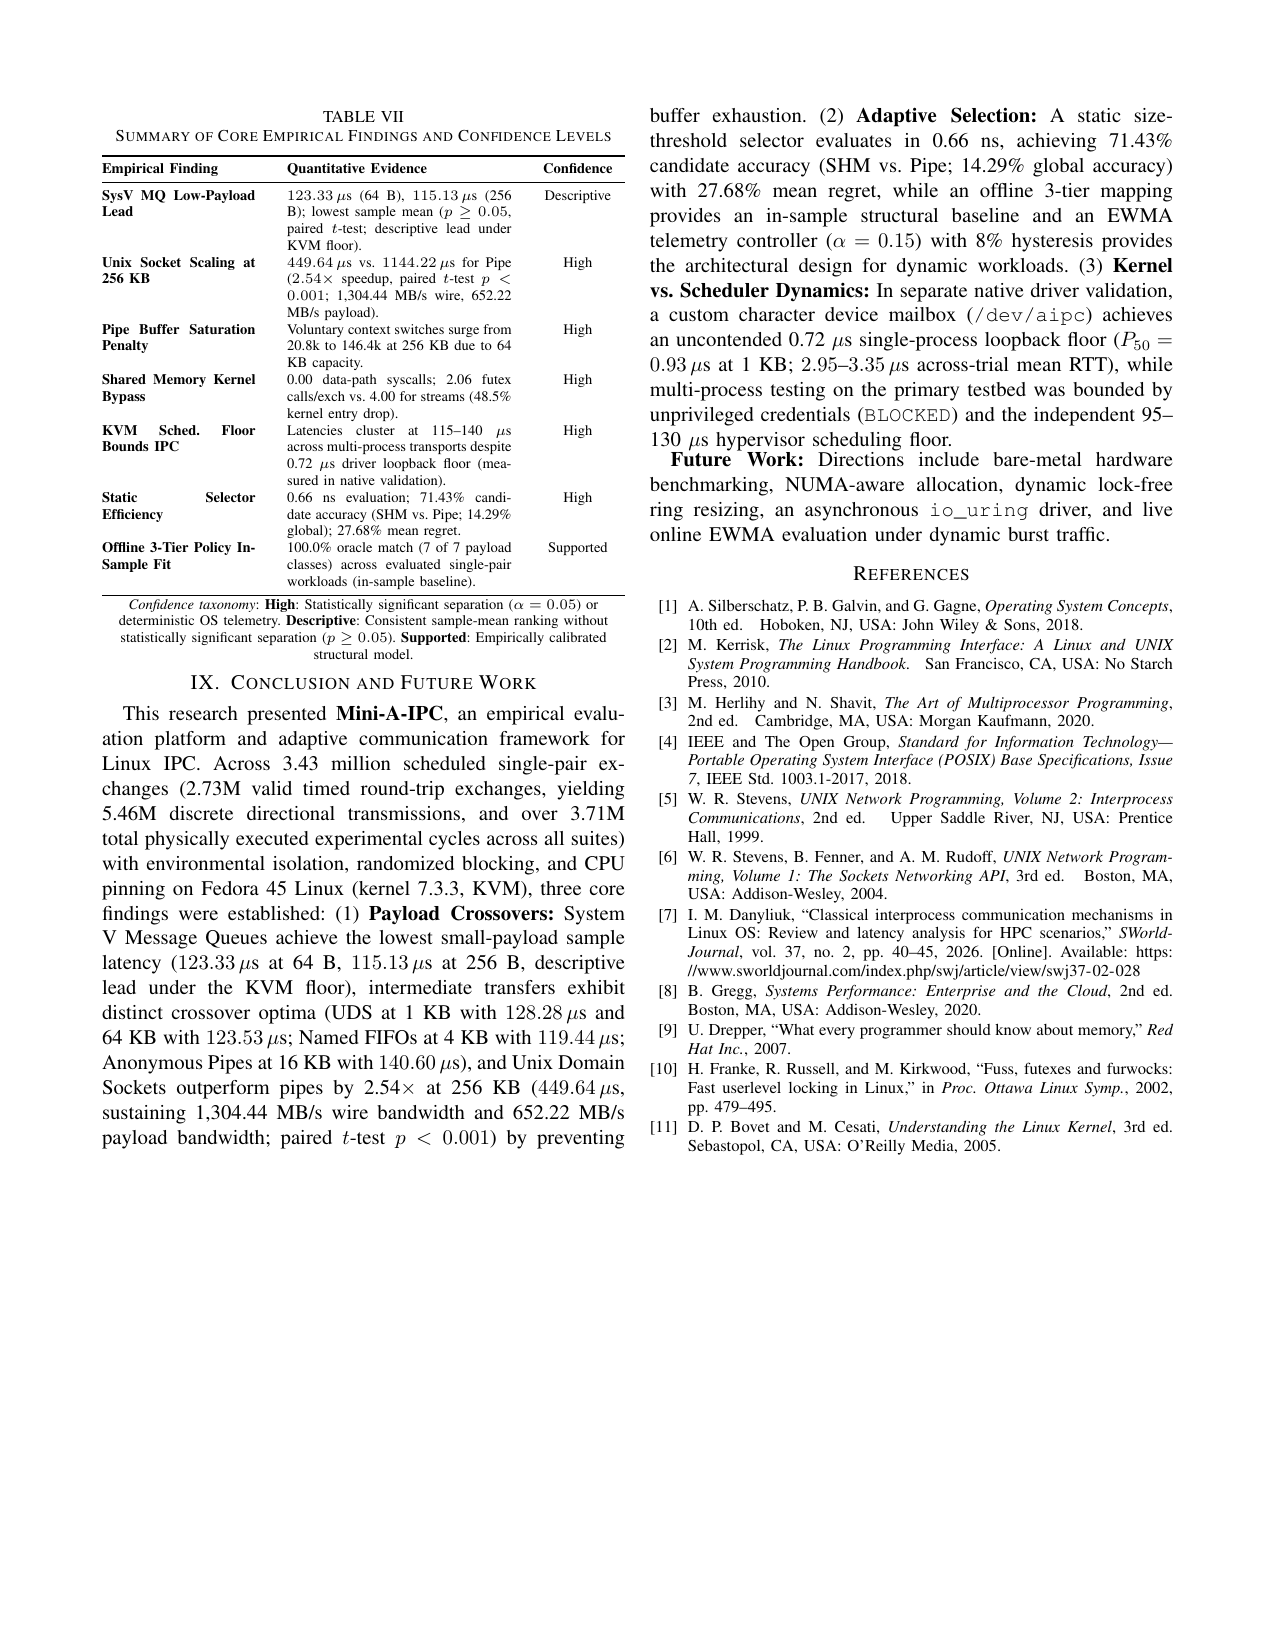 TABLE VII
SUMMARY OF CORE EMPIRICAL FINDINGS AND CONFIDENCE LEVELS
Empirical Finding Quantitative Evidence Confidence
SysV MQ Low-Payload 123.33 μs (64 B), 115.13 μs (256 Descriptive
Lead B); lowest sample mean (p ≥ 0.05,
paired t-test; descriptive lead under
KVM floor).
Unix Socket Scaling at 449.64 μs vs. 1144.22 μs for Pipe High
256 KB (2.54× speedup, paired t-test p <
0.001; 1,304.44 MB/s wire, 652.22
MB/s payload).
Pipe Buffer Saturation Voluntary context switches surge from High
Penalty 20.8k to 146.4k at 256 KB due to 64
KB capacity.
Shared Memory Kernel 0.00 data-path syscalls; 2.06 futex High
Bypass calls/exch vs. 4.00 for streams (48.5%
kernel entry drop).
KVM Sched. Floor Latencies cluster at 115–140 μs High
Bounds IPC across multi-process transports despite
0.72 μs driver loopback floor (mea-
sured in native validation).
Static Selector 0.66 ns evaluation; 71.43% candi- High
Efficiency date accuracy (SHM vs. Pipe; 14.29%
global); 27.68% mean regret.
Offline 3-Tier Policy In- 100.0% oracle match (7 of 7 payload Supported
Sample Fit classes) across evaluated single-pair
workloads (in-sample baseline).
Confidence taxonomy: High: Statistically significant separation (α = 0.05) or
deterministic OS telemetry. Descriptive: Consistent sample-mean ranking without
statistically significant separation (p ≥ 0.05). Supported: Empirically calibrated
structural model.
IX. CONCLUSION AND FUTURE WORK
This research presented Mini-A-IPC, an empirical evalu-
ation platform and adaptive communication framework for
Linux IPC. Across 3.43 million scheduled single-pair ex-
changes (2.73M valid timed round-trip exchanges, yielding
5.46M discrete directional transmissions, and over 3.71M
total physically executed experimental cycles across all suites)
with environmental isolation, randomized blocking, and CPU
pinning on Fedora 45 Linux (kernel 7.3.3, KVM), three core
findings were established: (1) Payload Crossovers: System
V Message Queues achieve the lowest small-payload sample
latency (123.33 μs at 64 B, 115.13 μs at 256 B, descriptive
lead under the KVM floor), intermediate transfers exhibit
distinct crossover optima (UDS at 1 KB with 128.28 μs and
64 KB with 123.53 μs; Named FIFOs at 4 KB with 119.44 μs;
Anonymous Pipes at 16 KB with 140.60 μs), and Unix Domain
Sockets outperform pipes by 2.54× at 256 KB (449.64 μs,
sustaining 1,304.44 MB/s wire bandwidth and 652.22 MB/s
payload bandwidth; paired t-test p < 0.001) by preventing
buffer exhaustion. (2) Adaptive Selection: A static size-
threshold selector evaluates in 0.66 ns, achieving 71.43%
candidate accuracy (SHM vs. Pipe; 14.29% global accuracy)
with 27.68% mean regret, while an offline 3-tier mapping
provides an in-sample structural baseline and an EWMA
telemetry controller (α = 0.15) with 8% hysteresis provides
the architectural design for dynamic workloads. (3) Kernel
vs. Scheduler Dynamics: In separate native driver validation,
a custom character device mailbox (/dev/aipc) achieves
an uncontended 0.72 μs single-process loopback floor (P50 =
0.93 μs at 1 KB; 2.95–3.35 μs across-trial mean RTT), while
multi-process testing on the primary testbed was bounded by
unprivileged credentials (BLOCKED) and the independent 95–
130 μs hypervisor scheduling floor.
Future Work: Directions include bare-metal hardware
benchmarking, NUMA-aware allocation, dynamic lock-free
ring resizing, an asynchronous io_uring driver, and live
online EWMA evaluation under dynamic burst traffic.
REFERENCES
[1] A. Silberschatz, P. B. Galvin, and G. Gagne, Operating System Concepts,
10th ed. Hoboken, NJ, USA: John Wiley & Sons, 2018.
[2] M. Kerrisk, The Linux Programming Interface: A Linux and UNIX
System Programming Handbook. San Francisco, CA, USA: No Starch
Press, 2010.
[3] M. Herlihy and N. Shavit, The Art of Multiprocessor Programming,
2nd ed. Cambridge, MA, USA: Morgan Kaufmann, 2020.
[4] IEEE and The Open Group, Standard for Information Technology—
Portable Operating System Interface (POSIX) Base Specifications, Issue
7, IEEE Std. 1003.1-2017, 2018.
[5] W. R. Stevens, UNIX Network Programming, Volume 2: Interprocess
Communications, 2nd ed. Upper Saddle River, NJ, USA: Prentice
Hall, 1999.
[6] W. R. Stevens, B. Fenner, and A. M. Rudoff, UNIX Network Program-
ming, Volume 1: The Sockets Networking API, 3rd ed. Boston, MA,
USA: Addison-Wesley, 2004.
[7] I. M. Danyliuk, “Classical interprocess communication mechanisms in
Linux OS: Review and latency analysis for HPC scenarios,” SWorld-
Journal, vol. 37, no. 2, pp. 40–45, 2026. [Online]. Available: https:
//www.sworldjournal.com/index.php/swj/article/view/swj37-02-028
[8] B. Gregg, Systems Performance: Enterprise and the Cloud, 2nd ed.
Boston, MA, USA: Addison-Wesley, 2020.
[9] U. Drepper, “What every programmer should know about memory,” Red
Hat Inc., 2007.
[10] H. Franke, R. Russell, and M. Kirkwood, “Fuss, futexes and furwocks:
Fast userlevel locking in Linux,” in Proc. Ottawa Linux Symp., 2002,
pp. 479–495.
[11] D. P. Bovet and M. Cesati, Understanding the Linux Kernel, 3rd ed.
Sebastopol, CA, USA: O’Reilly Media, 2005.